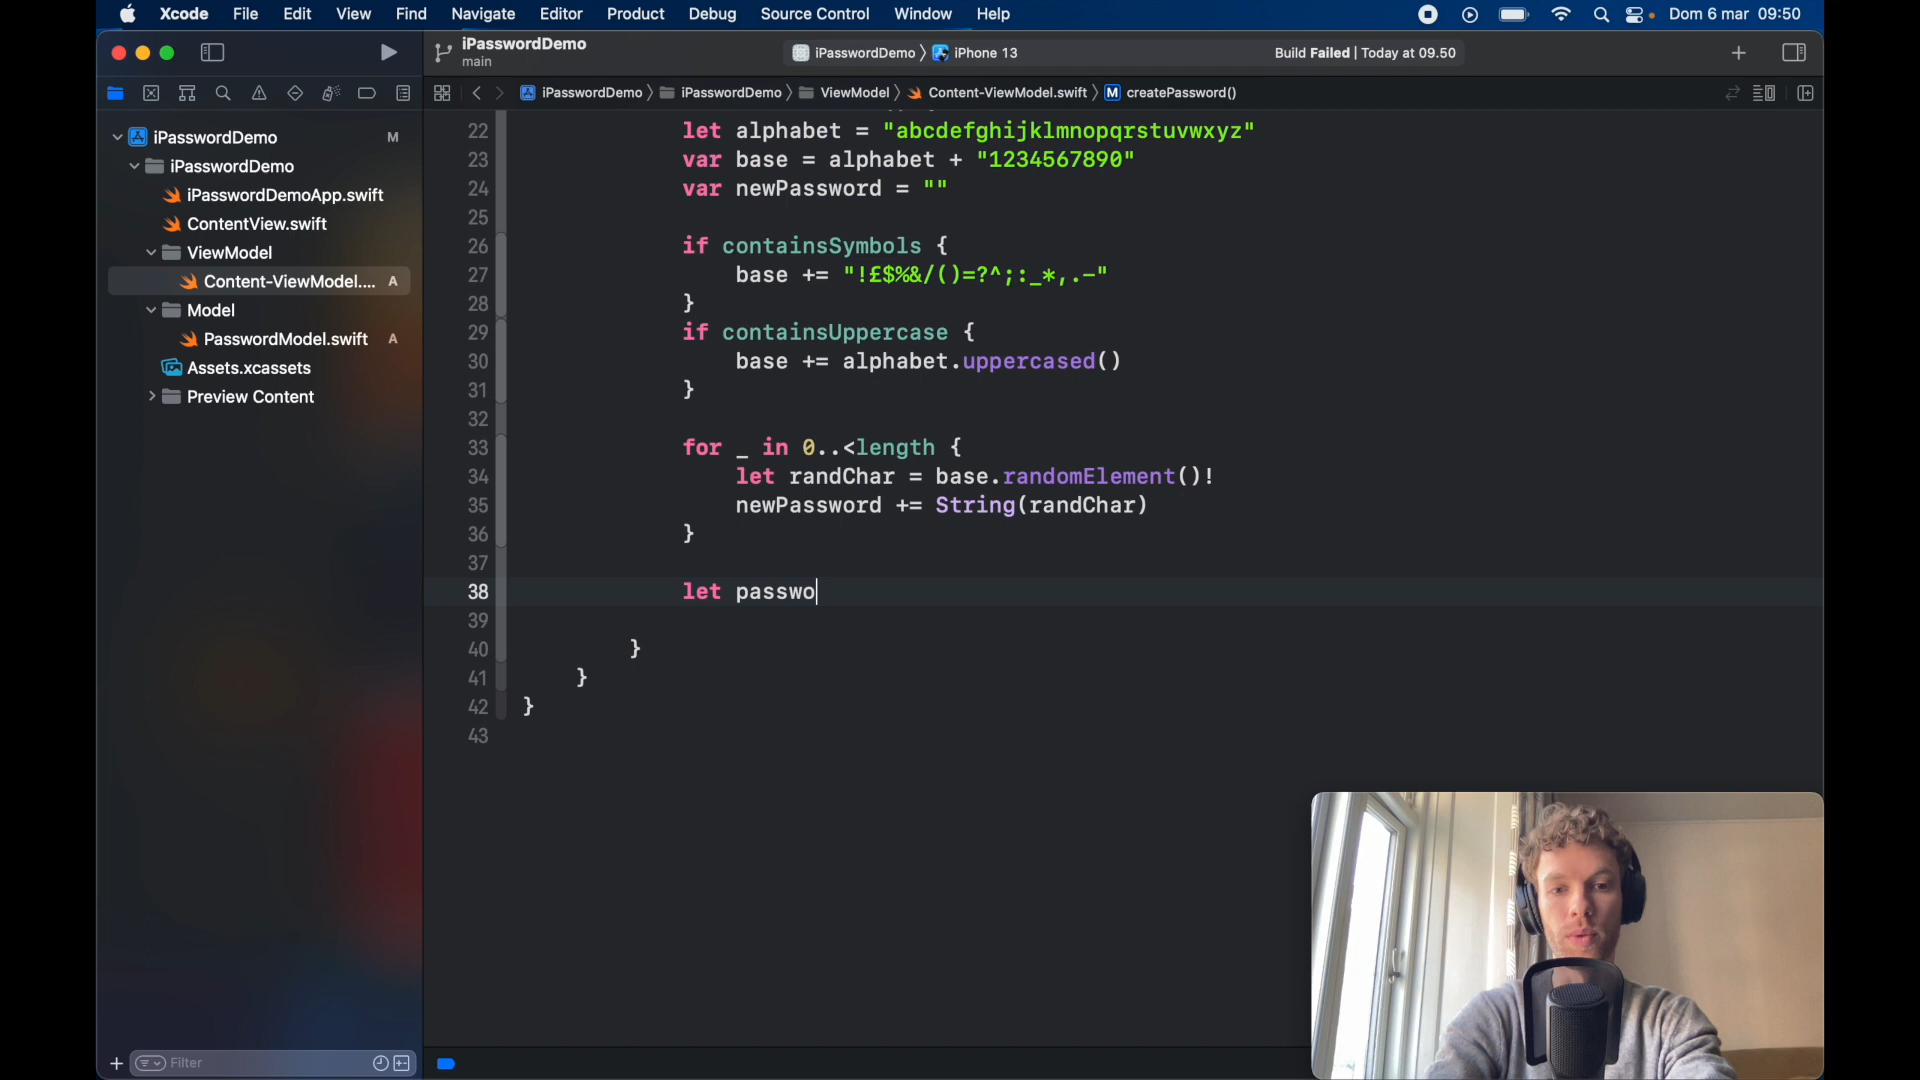 Xcode File Edit View Find Navigate Editor Product Debug Source Control Window Help Dom 6 mar 09:50
iPasswordDemo
main
iPasswordDemo iPhone 13 Build Failed | Today at 09.50
iPasswordDemo iPasswordDemo ViewModel Content-ViewModel.swift M createPassword()
iPasswordDemo M
iPasswordDemo
iPasswordDemoApp.swift
ContentView.swift
ViewModel
Content-ViewModel.... A
Model
PasswordModel.swift A
Assets.xcassets
Preview Content
Filter
22 let alphabet = "abcdefghijklmnopqrstuvwxyz"
23 var base = alphabet + "1234567890"
24 var newPassword = ""
25
26 if containsSymbols {
27 base += "!£$%&/()=?^;:_*,.-"
28 }
29 if containsUppercase {
30 base += alphabet.uppercased()
31 }
32
33 for _ in 0..<length {
34 let randChar = base.randomElement()!
35 newPassword += String(randChar)
36 }
37
38 let passwo
39
40 }
41 }
42 }
43